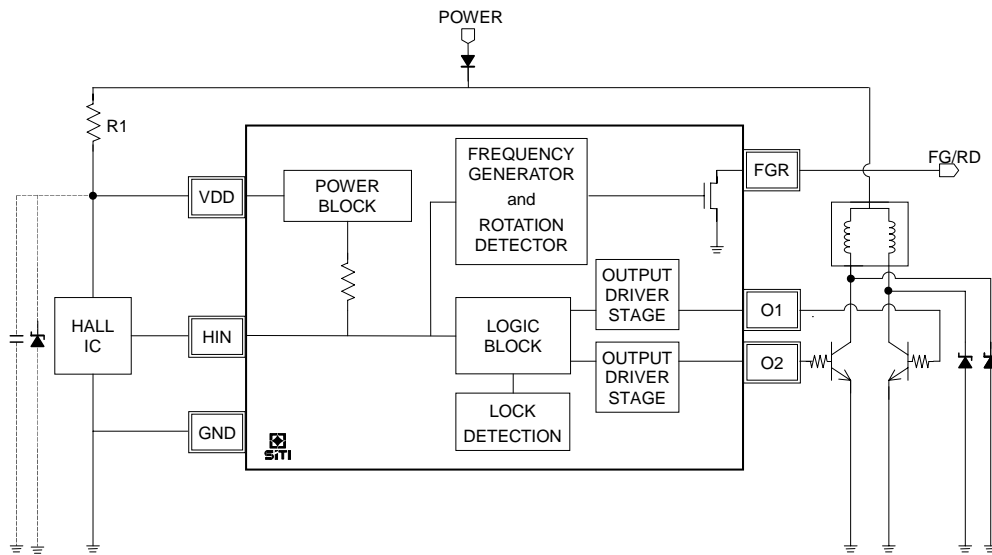 POWER
R1
VDD
POWER
BLOCK
FREQUENCY
GENERATOR
and
ROTATION
DETECTOR
FGR
FG/RD
HALL
IC
HIN
LOGIC
BLOCK
OUTPUT
DRIVER
STAGE
O1
OUTPUT
DRIVER
STAGE
O2
GND
LOCK
DETECTION
SiTI